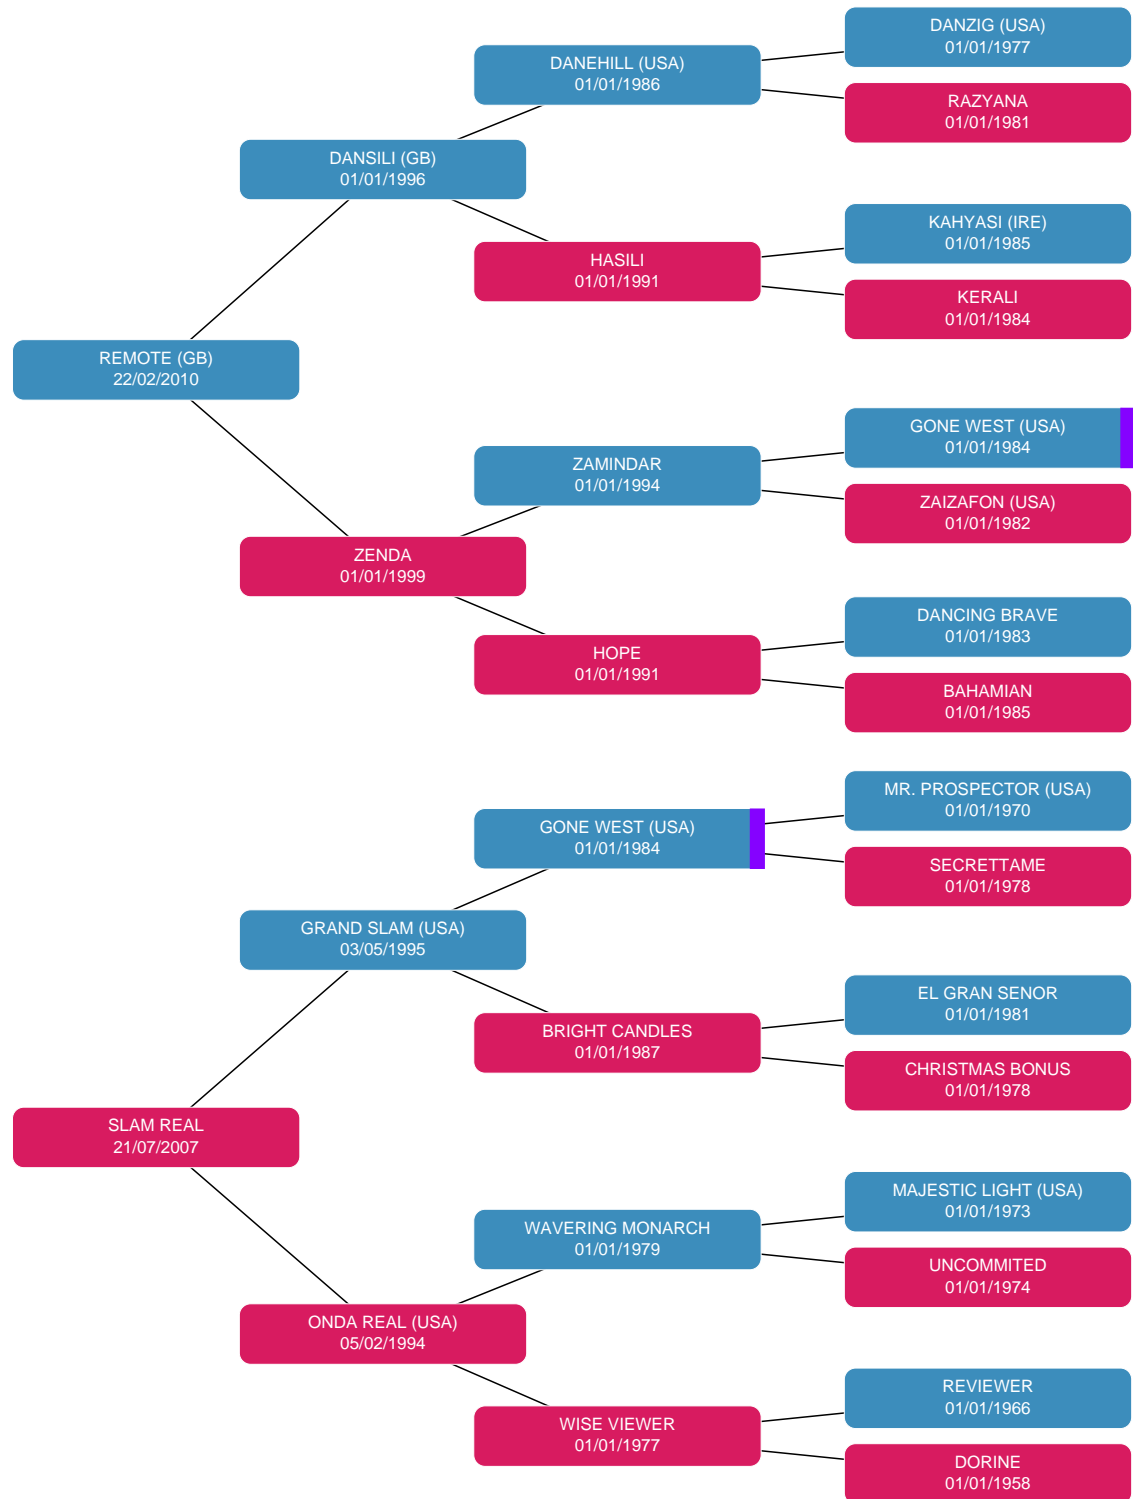 DANZIG (USA)
01/01/1977
DANEHILL (USA)
01/01/1986
RAZYANA
01/01/1981
DANSILI (GB)
01/01/1996
KAHYASI (IRE)
01/01/1985
HASILI
01/01/1991
KERALI
01/01/1984
REMOTE (GB)
22/02/2010
GONE WEST (USA)
01/01/1984
ZAMINDAR
01/01/1994
ZAIZAFON (USA)
01/01/1982
ZENDA
01/01/1999
DANCING BRAVE
01/01/1983
HOPE
01/01/1991
BAHAMIAN
01/01/1985
MR. PROSPECTOR (USA)
01/01/1970
GONE WEST (USA)
01/01/1984
SECRETTAME
01/01/1978
GRAND SLAM (USA)
03/05/1995
EL GRAN SENOR
01/01/1981
BRIGHT CANDLES
01/01/1987
CHRISTMAS BONUS
01/01/1978
SLAM REAL
21/07/2007
MAJESTIC LIGHT (USA)
01/01/1973
WAVERING MONARCH
01/01/1979
UNCOMMITED
01/01/1974
ONDA REAL (USA)
05/02/1994
REVIEWER
01/01/1966
WISE VIEWER
01/01/1977
DORINE
01/01/1958